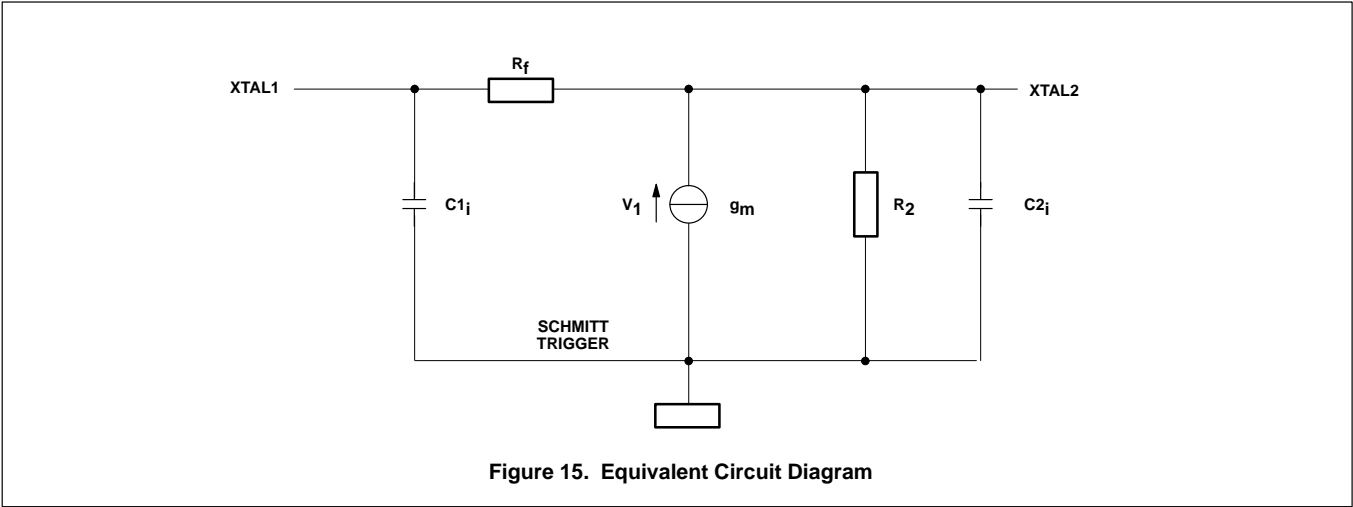 Rf
XTAL1
XTAL2
C1i
V1
gm
R2
C2i
SCHMITT
TRIGGER
Figure 15. Equivalent Circuit Diagram